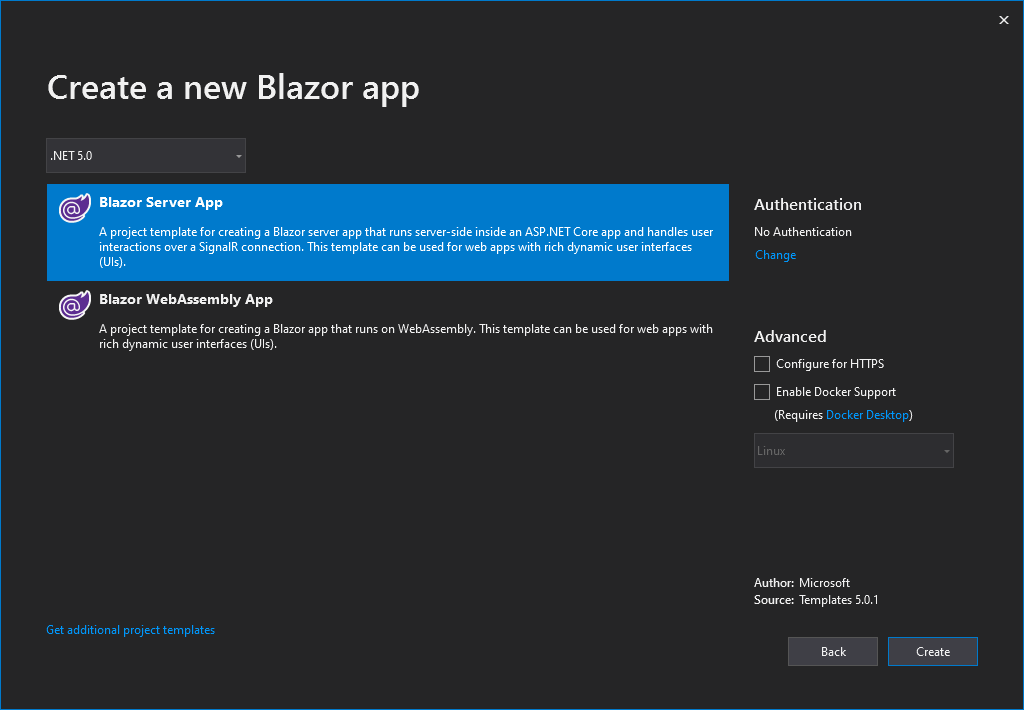 Create a new Blazor app
.NET 5.0
Blazor Server App
A project template for creating a Blazor server app that runs server-side inside an ASP.NET Core app and handles user
interactions over a SignalR connection. This template can be used for web apps with rich dynamic user interfaces
(UIs).
Blazor WebAssembly App
A project template for creating a Blazor app that runs on WebAssembly. This template can be used for web apps with
rich dynamic user interfaces (UIs).
Get additional project templates
Authentication
No Authentication
Change
Advanced
Configure for HTTPS
Enable Docker Support
(Requires Docker Desktop)
Linux
Author: Microsoft
Source: Templates 5.0.1
Back
Create